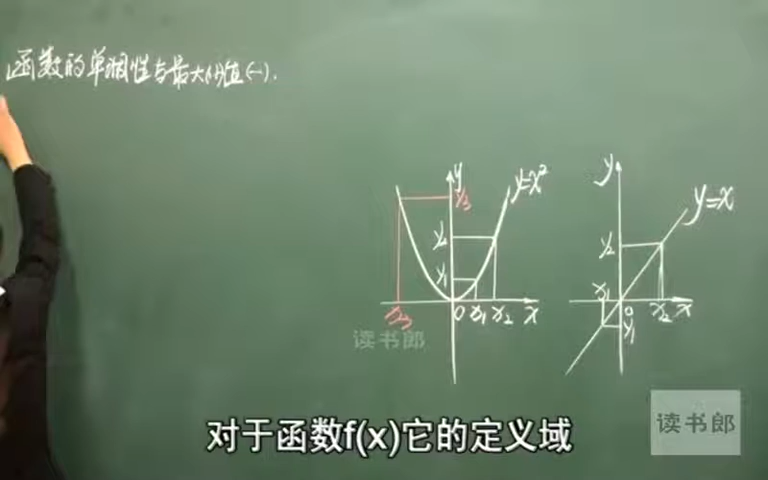 函数的单调性与最大(小)值(一).
y
y=x²
y₃
y₂
y₁
x₃
0
x₁
x₂
x
y
y=x
y₂
x₁
0
x₂
x
y₁
读书郎
读书郎
对于函数f(x)它的定义域